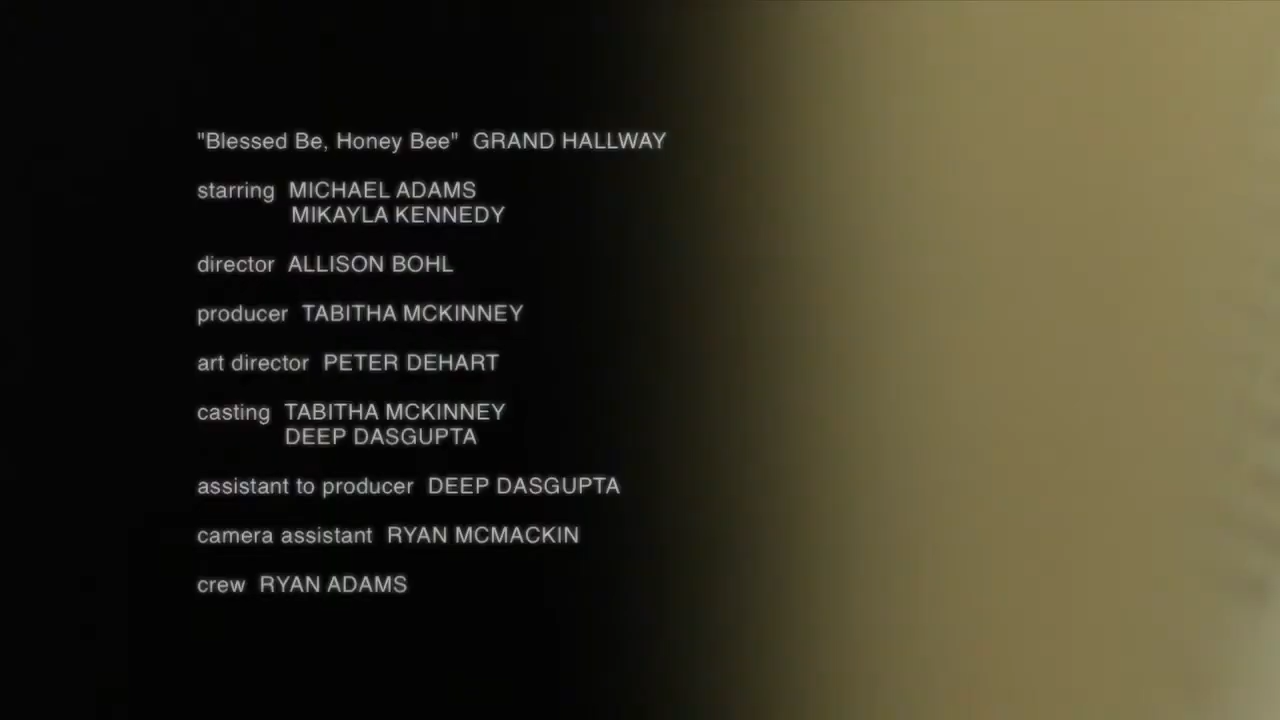 "Blessed Be, Honey Bee" GRAND HALLWAY
starring MICHAEL ADAMS
MIKAYLA KENNEDY
director ALLISON BOHL
producer TABITHA MCKINNEY
art director PETER DEHART
casting TABITHA MCKINNEY
DEEP DASGUPTA
assistant to producer DEEP DASGUPTA
camera assistant RYAN MCMACKIN
crew RYAN ADAMS